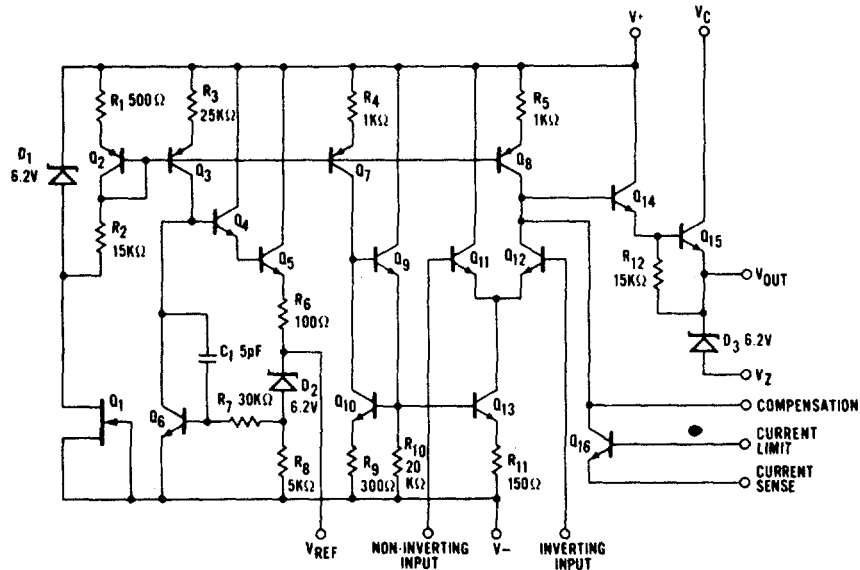 V+
VC
R1 500Ω
R3
25KΩ
R4
1KΩ
R5
1KΩ
D1
6.2V
Q2
Q3
Q7
Q8
Q4
Q14
R2
15KΩ
Q5
Q9
Q11
Q12
R12
15KΩ
Q15
VOUT
R6
100Ω
D3 6.2V
C1 5pF
D2
6.2V
VZ
Q1
Q6
R7 30KΩ
Q10
Q13
COMPENSATION
Q16
CURRENT
LIMIT
R8
5KΩ
R9
300Ω
R10
20
KΩ
R11
150Ω
CURRENT
SENSE
VREF
NON-INVERTING
INPUT
V-
INVERTING
INPUT